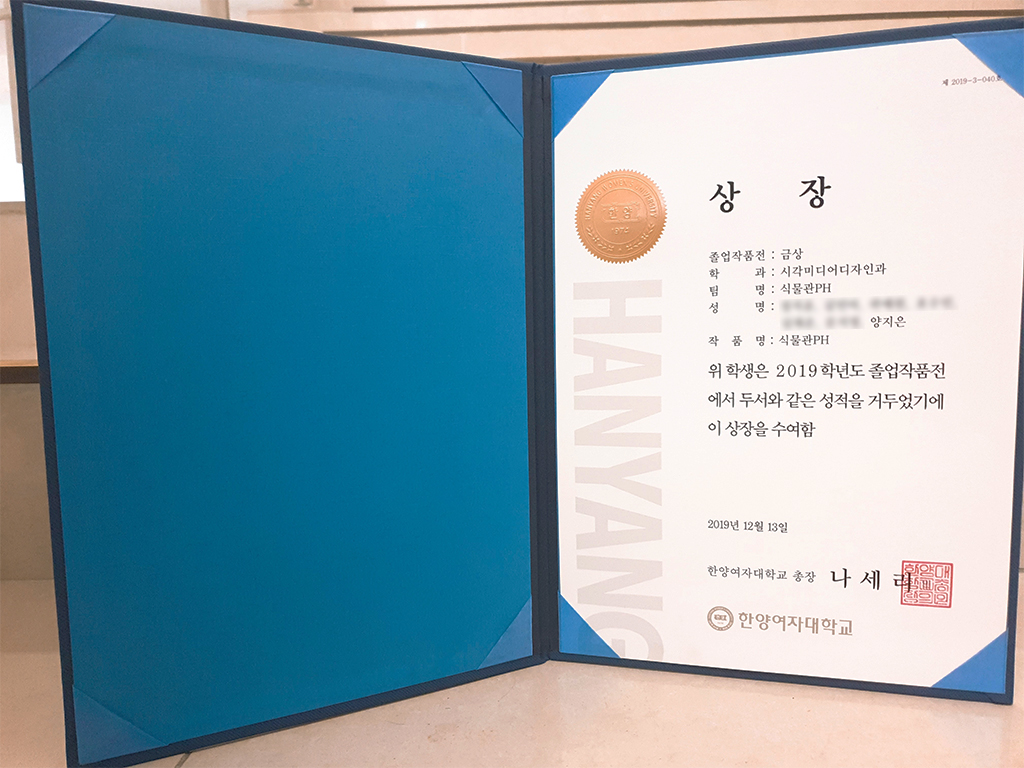 제 2019-3-040호
상 장
졸업작품전 : 금상
학 과 : 시각미디어디자인과
팀 명 : 식물관PH
성 명 :
양지은
작 품 명 : 식물관PH
위 학생은 2019학년도 졸업작품전
에서 두서와 같은 성적을 거두었기에
이 상장을 수여함
2019년 12월 13일
한양여자대학교 총장 나 세 리
한양여자대학교
HANYANG